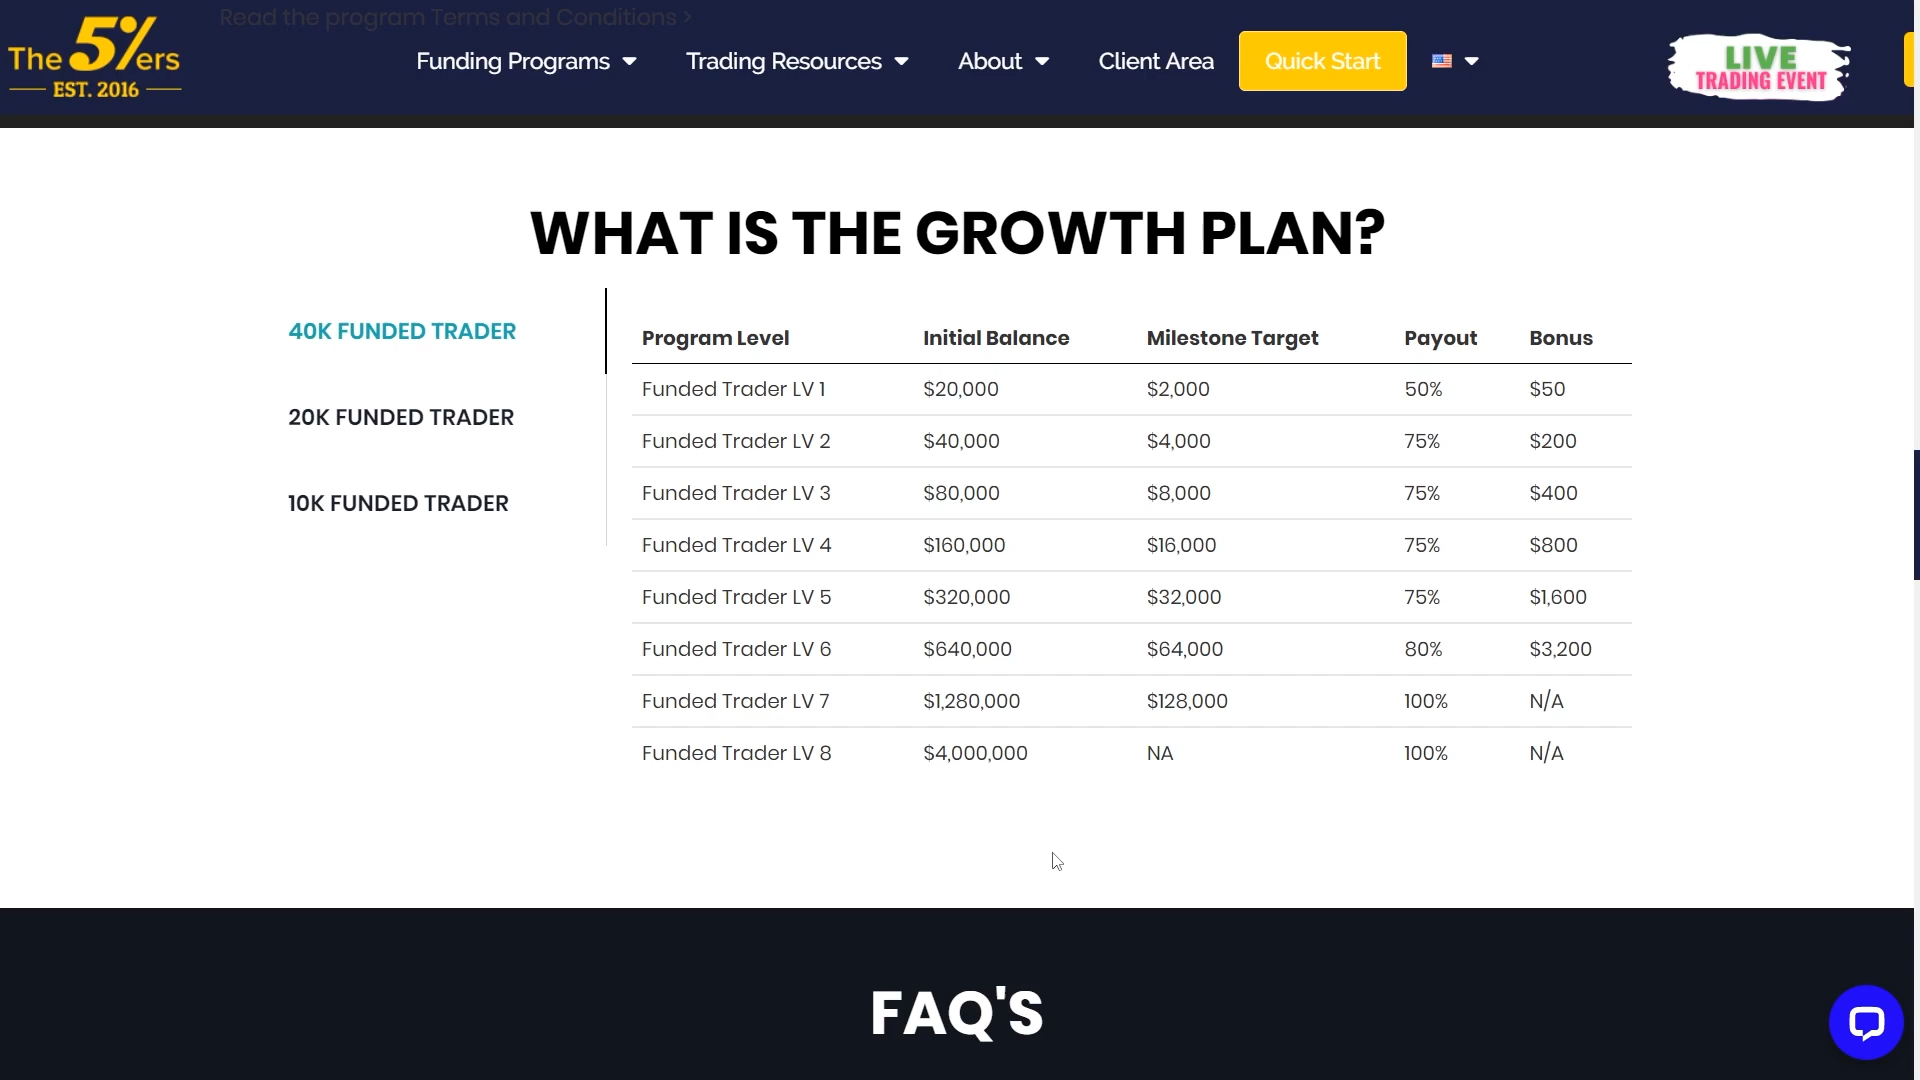 Read the program Terms and Conditions >
The 5%ers
EST. 2016
Funding Programs
Trading Resources
About
Client Area
Quick Start
LIVE
TRADING EVENT
WHAT IS THE GROWTH PLAN?
40K FUNDED TRADER
20K FUNDED TRADER
10K FUNDED TRADER
Program Level Initial Balance Milestone Target Payout Bonus
Funded Trader LV 1 $20,000 $2,000 50% $50
Funded Trader LV 2 $40,000 $4,000 75% $200
Funded Trader LV 3 $80,000 $8,000 75% $400
Funded Trader LV 4 $160,000 $16,000 75% $800
Funded Trader LV 5 $320,000 $32,000 75% $1,600
Funded Trader LV 6 $640,000 $64,000 80% $3,200
Funded Trader LV 7 $1,280,000 $128,000 100% N/A
Funded Trader LV 8 $4,000,000 NA 100% N/A
FAQ'S